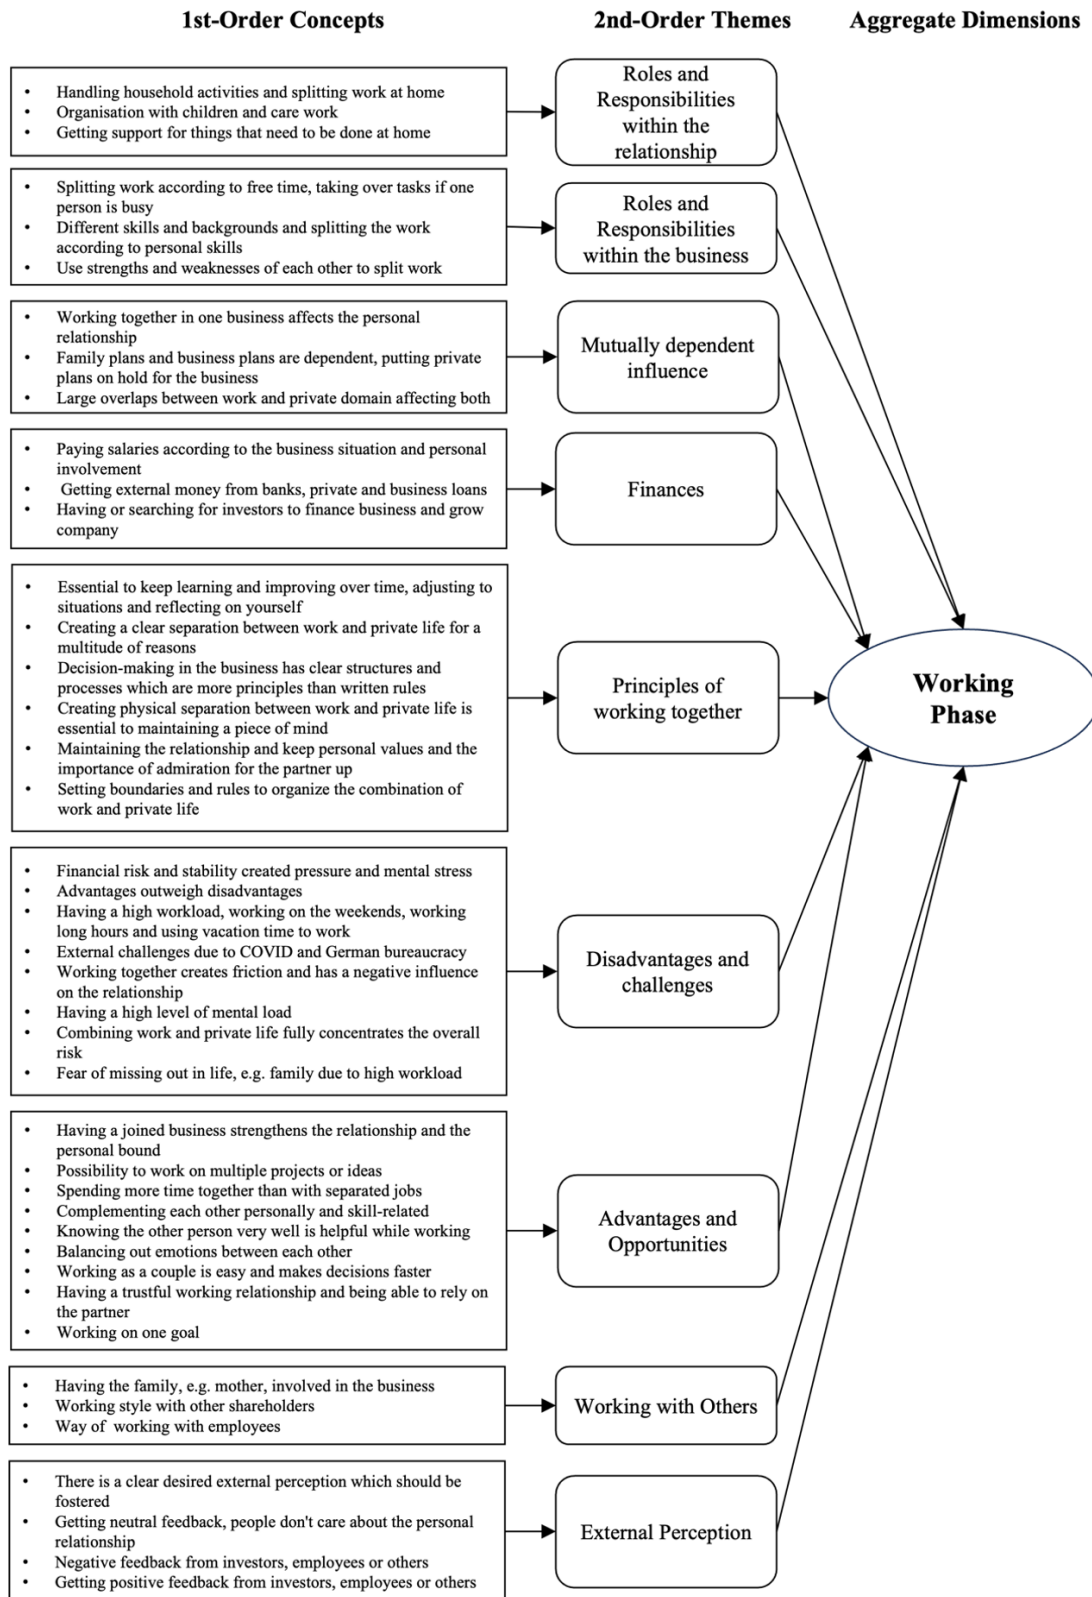 1st-Order Concepts
2nd-Order Themes
Aggregate Dimensions
• Handling household activities and splitting work at home
• Organisation with children and care work
• Getting support for things that need to be done at home
Roles and
Responsibilities
within the
relationship
• Splitting work according to free time, taking over tasks if one
person is busy
• Different skills and backgrounds and splitting the work
according to personal skills
• Use strengths and weaknesses of each other to split work
Roles and
Responsibilities
within the business
• Working together in one business affects the personal
relationship
• Family plans and business plans are dependent, putting private
plans on hold for the business
• Large overlaps between work and private domain affecting both
Mutually dependent
influence
• Paying salaries according to the business situation and personal
involvement
• Getting external money from banks, private and business loans
• Having or searching for investors to finance business and grow
company
Finances
• Essential to keep learning and improving over time, adjusting to
situations and reflecting on yourself
• Creating a clear separation between work and private life for a
multitude of reasons
• Decision-making in the business has clear structures and
processes which are more principles than written rules
• Creating physical separation between work and private life is
essential to maintaining a piece of mind
• Maintaining the relationship and keep personal values and the
importance of admiration for the partner up
• Setting boundaries and rules to organize the combination of
work and private life
Principles of
working together
Working
Phase
• Financial risk and stability created pressure and mental stress
• Advantages outweigh disadvantages
• Having a high workload, working on the weekends, working
long hours and using vacation time to work
• External challenges due to COVID and German bureaucracy
• Working together creates friction and has a negative influence
on the relationship
• Having a high level of mental load
• Combining work and private life fully concentrates the overall
risk
• Fear of missing out in life, e.g. family due to high workload
Disadvantages and
challenges
• Having a joined business strengthens the relationship and the
personal bound
• Possibility to work on multiple projects or ideas
• Spending more time together than with separated jobs
• Complementing each other personally and skill-related
• Knowing the other person very well is helpful while working
• Balancing out emotions between each other
• Working as a couple is easy and makes decisions faster
• Having a trustful working relationship and being able to rely on
the partner
• Working on one goal
Advantages and
Opportunities
• Having the family, e.g. mother, involved in the business
• Working style with other shareholders
• Way of working with employees
Working with Others
• There is a clear desired external perception which should be
fostered
• Getting neutral feedback, people don't care about the personal
relationship
• Negative feedback from investors, employees or others
• Getting positive feedback from investors, employees or others
External Perception